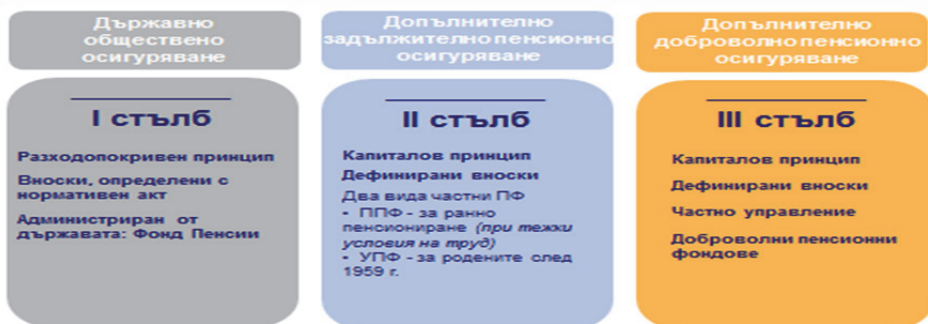 Държавно
обществено
осигуряване
I стълб
Разходопокривен принцип
Вноски, определени с
нормативен акт
Администриран от
държавата: Фонд Пенсии
Допълнително
задължително пенсионно
осигуряване
II стълб
Капиталов принцип
Дефинирани вноски
Два вида частни ПФ
• ППФ - за ранно
пенсиониране (при тежки
условия на труд)
• УПФ - за родените след
1959 г.
Допълнително
доброволно пенсионно
осигуряване
III стълб
Капиталов принцип
Дефинирани вноски
Частно управление
Доброволни пенсионни
фондове